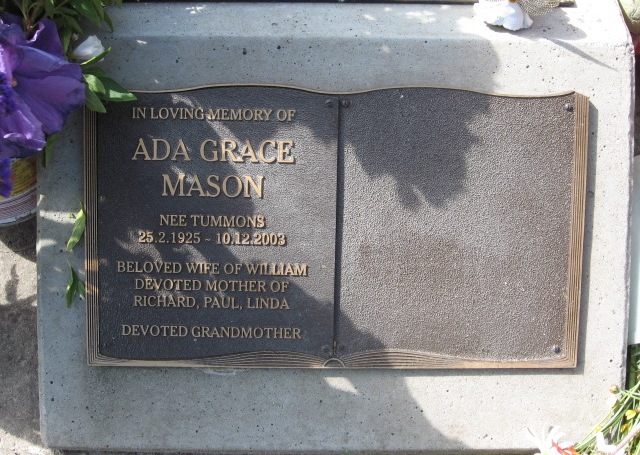 IN LOVING MEMORY OF
ADA GRACE
MASON
NEE TUMMONS
25.2.1925 ~ 10.12.2003
BELOVED WIFE OF WILLIAM
DEVOTED MOTHER OF
RICHARD, PAUL, LINDA
DEVOTED GRANDMOTHER